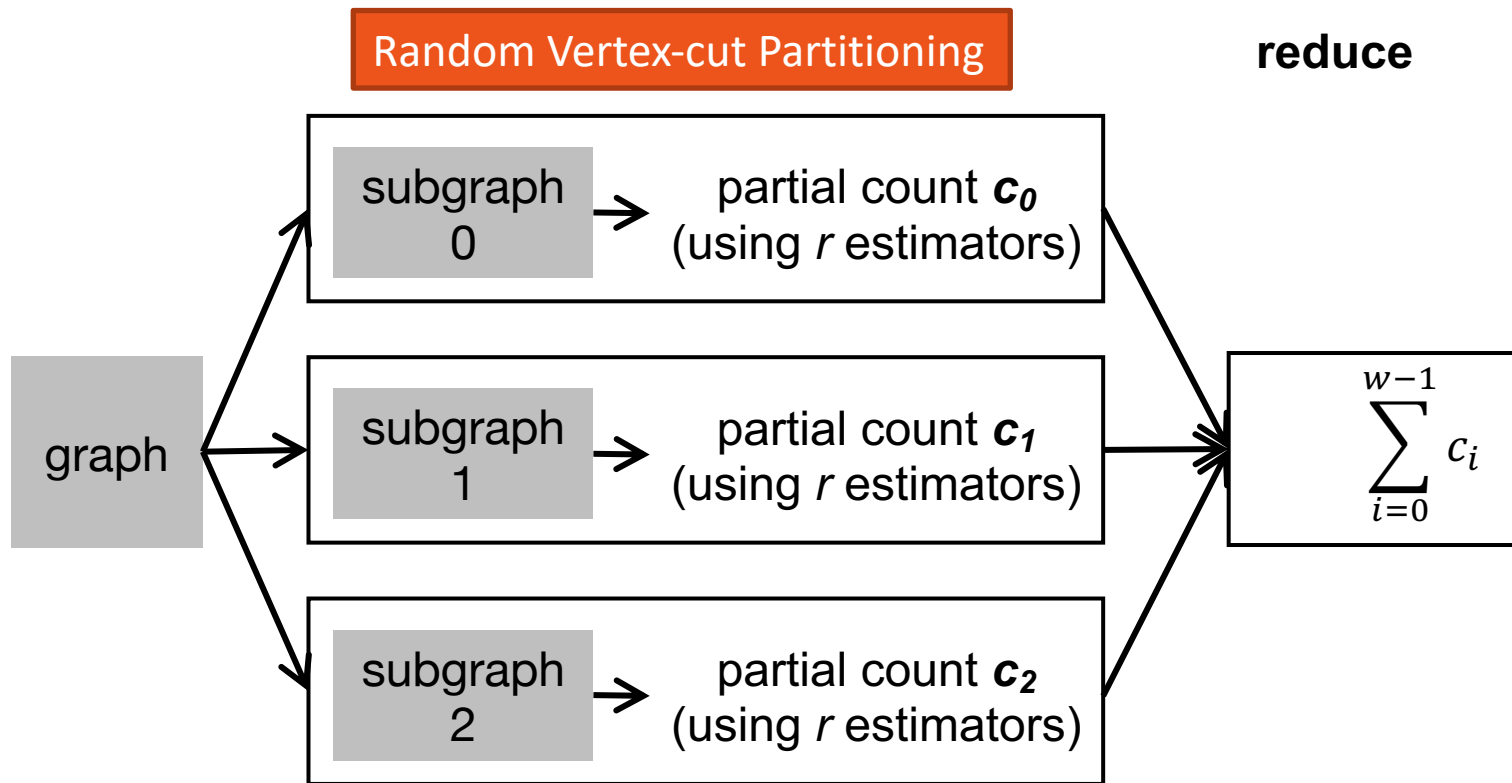 Random Vertex-cut Partitioning
reduce
subgraph
0
partial count c₀
(using r estimators)
graph
subgraph
1
partial count c₁
(using r estimators)
w−1
∑ cᵢ
i=0
subgraph
2
partial count c₂
(using r estimators)